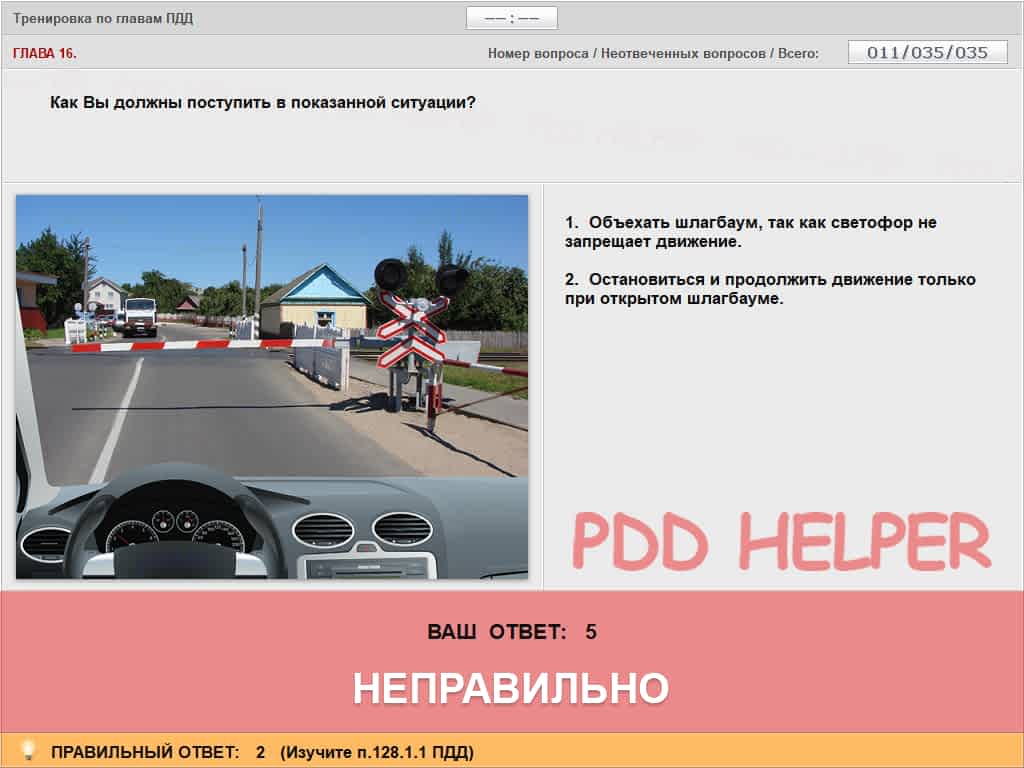 Тренировка по главам ПДД
—— : ——
ГЛАВА 16.
Номер вопроса / Неотвеченных вопросов / Всего:
011/035/035
Как Вы должны поступить в показанной ситуации?
1. Объехать шлагбаум, так как светофор не
запрещает движение.
2. Остановиться и продолжить движение только
при открытом шлагбауме.
PDD HELPER
ВАШ ОТВЕТ: 5
НЕПРАВИЛЬНО
ПРАВИЛЬНЫЙ ОТВЕТ: 2 (Изучите п.128.1.1 ПДД)